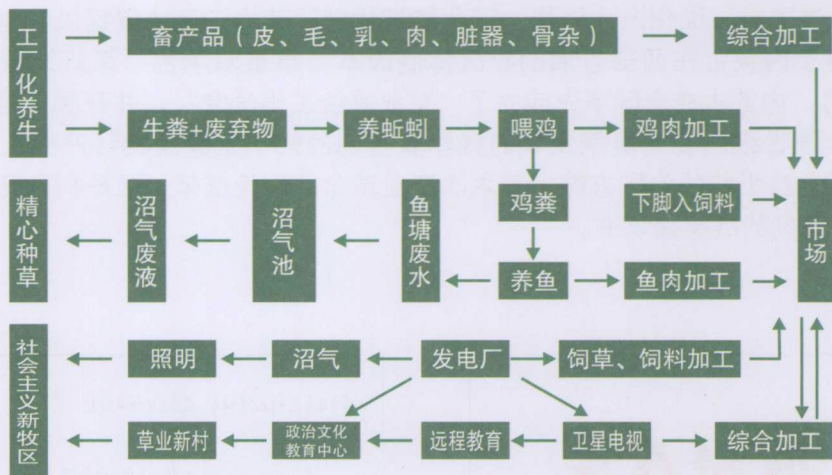 工厂化养牛
畜产品（皮、毛、乳、肉、脏器、骨杂）
综合加工
牛粪+废弃物
养蚯蚓
喂鸡
鸡肉加工
精心种草
沼气废液
沼气池
鱼塘废水
鸡粪
下脚入饲料
市场
养鱼
鱼肉加工
社会主义新牧区
照明
沼气
发电厂
饲草、饲料加工
草业新村
政治文化
教育中心
远程教育
卫星电视
综合加工